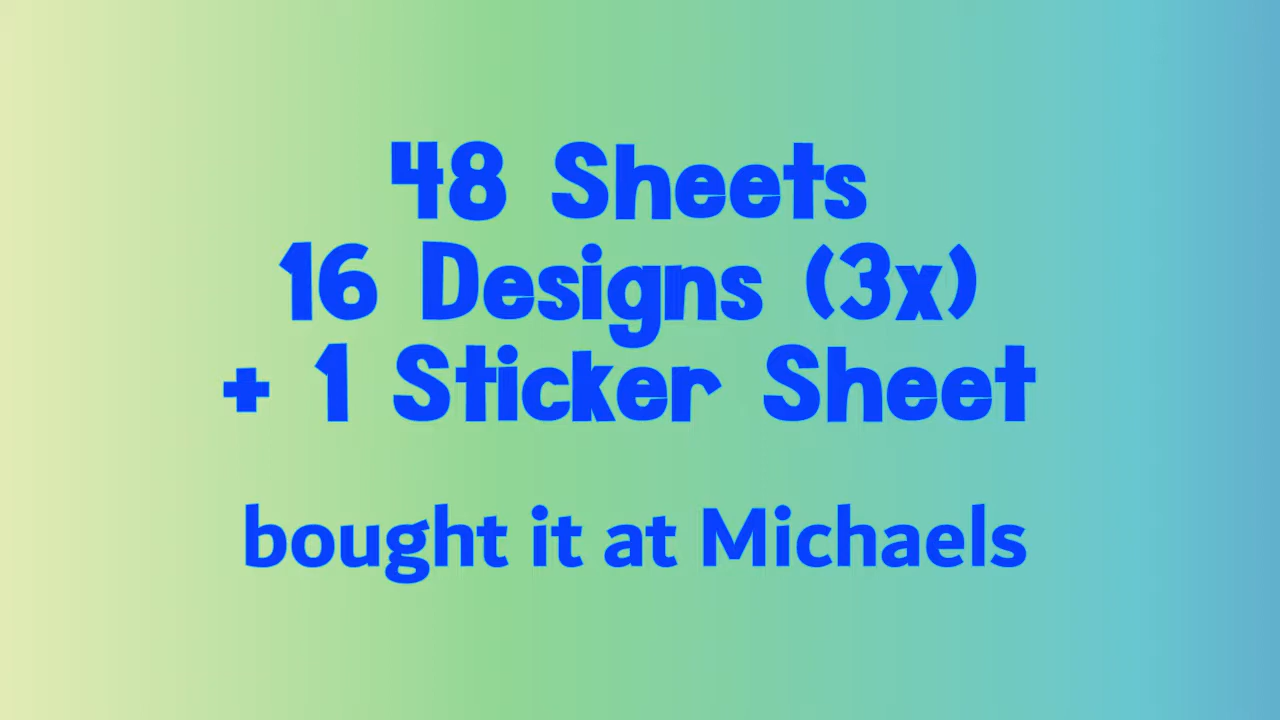 48 Sheets
16 Designs (3x)
+ 1 Sticker Sheet
bought it at Michaels